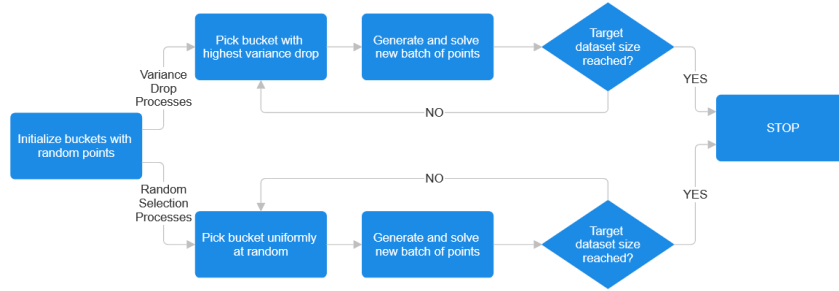 Initialize buckets with
random points
Variance
Drop
Processes
Pick bucket with
highest variance drop
Generate and solve
new batch of points
Target
dataset size
reached?
NO
YES
STOP
Random
Selection
Processes
Pick bucket uniformly
at random
Generate and solve
new batch of points
Target
dataset size
reached?
NO
YES